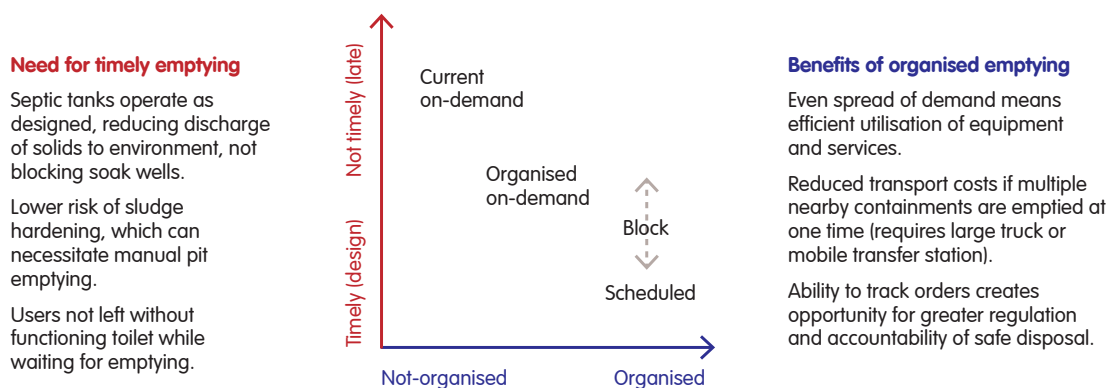 Need for timely emptying
Septic tanks operate as
designed, reducing discharge
of solids to environment, not
blocking soak wells.
Lower risk of sludge
hardening, which can
necessitate manual pit
emptying.
Users not left without
functioning toilet while
waiting for emptying.
Not timely (late)
Timely (design)
Current
on-demand
Organised
on-demand
Block
Scheduled
Not-organised
Organised
Benefits of organised emptying
Even spread of demand means
efficient utilisation of equipment
and services.
Reduced transport costs if multiple
nearby containments are emptied at
one time (requires large truck or
mobile transfer station).
Ability to track orders creates
opportunity for greater regulation
and accountability of safe disposal.